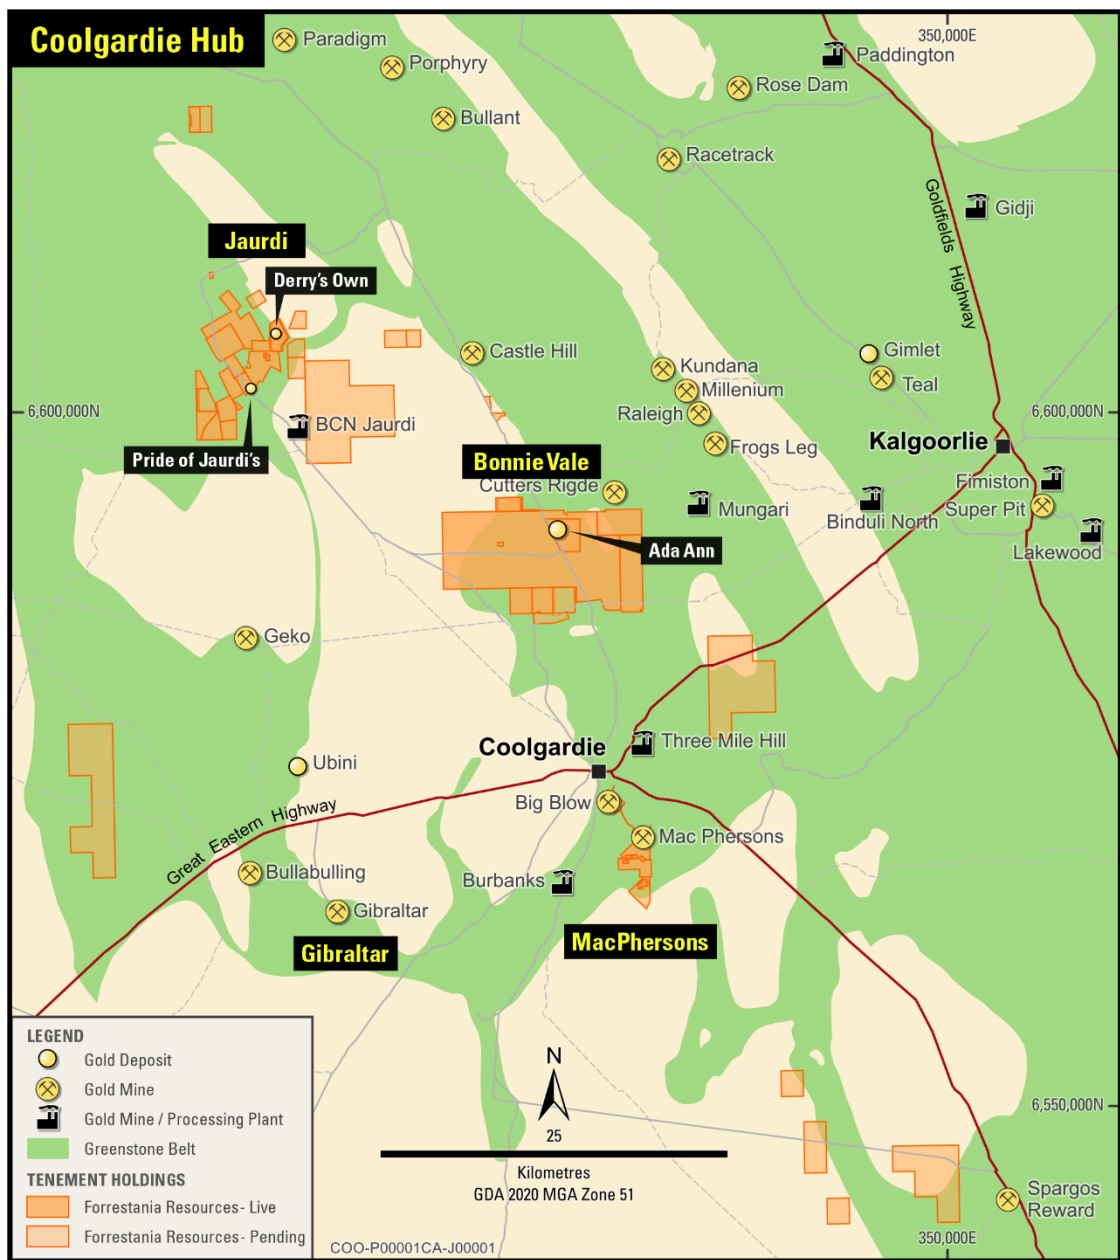 Coolgardie Hub
Paradigm
Porphyry
Bullant
350,000E
Paddington
Rose Dam
Racetrack
Goldfields Highway
Gidji
Jaurdi
Derry's Own
Castle Hill
Gimlet
Teal
Kundana
Millenium
Raleigh
Frogs Leg
6,600,000N
6,600,000N
BCN Jaurdi
Pride of Jaurdi's
Kalgoorlie
Bonnie Vale
Cutters Rigde
Mungari
Binduli North
Fimiston
Super Pit
Lakewood
Ada Ann
Geko
Ubini
Coolgardie
Three Mile Hill
Great Eastern Highway
Big Blow
Mac Phersons
Bullabulling
Burbanks
Gibraltar
Gibraltar
MacPhersons
LEGEND
Gold Deposit
Gold Mine
Gold Mine / Processing Plant
Greenstone Belt
TENEMENT HOLDINGS
Forrestania Resources - Live
Forrestania Resources - Pending
N
25
Kilometres
GDA 2020 MGA Zone 51
COO-P00001CA-J00001
6,550,000N
Spargos
Reward
350,000E